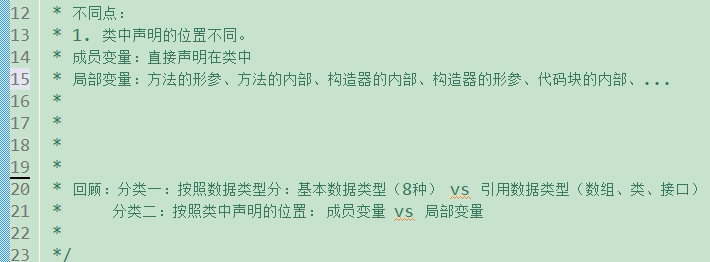 12 * 不同点：
13 * 1. 类中声明的位置不同。
14 * 成员变量：直接声明在类中
15 * 局部变量：方法的形参、方法的内部、构造器的内部、构造器的形参、代码块的内部、...
16 *
17 *
18 *
19 *
20 * 回顾：分类一：按照数据类型分：基本数据类型（8种） vs 引用数据类型（数组、类、接口）
21 * 分类二：按照类中声明的位置： 成员变量 vs 局部变量
22 *
23 */